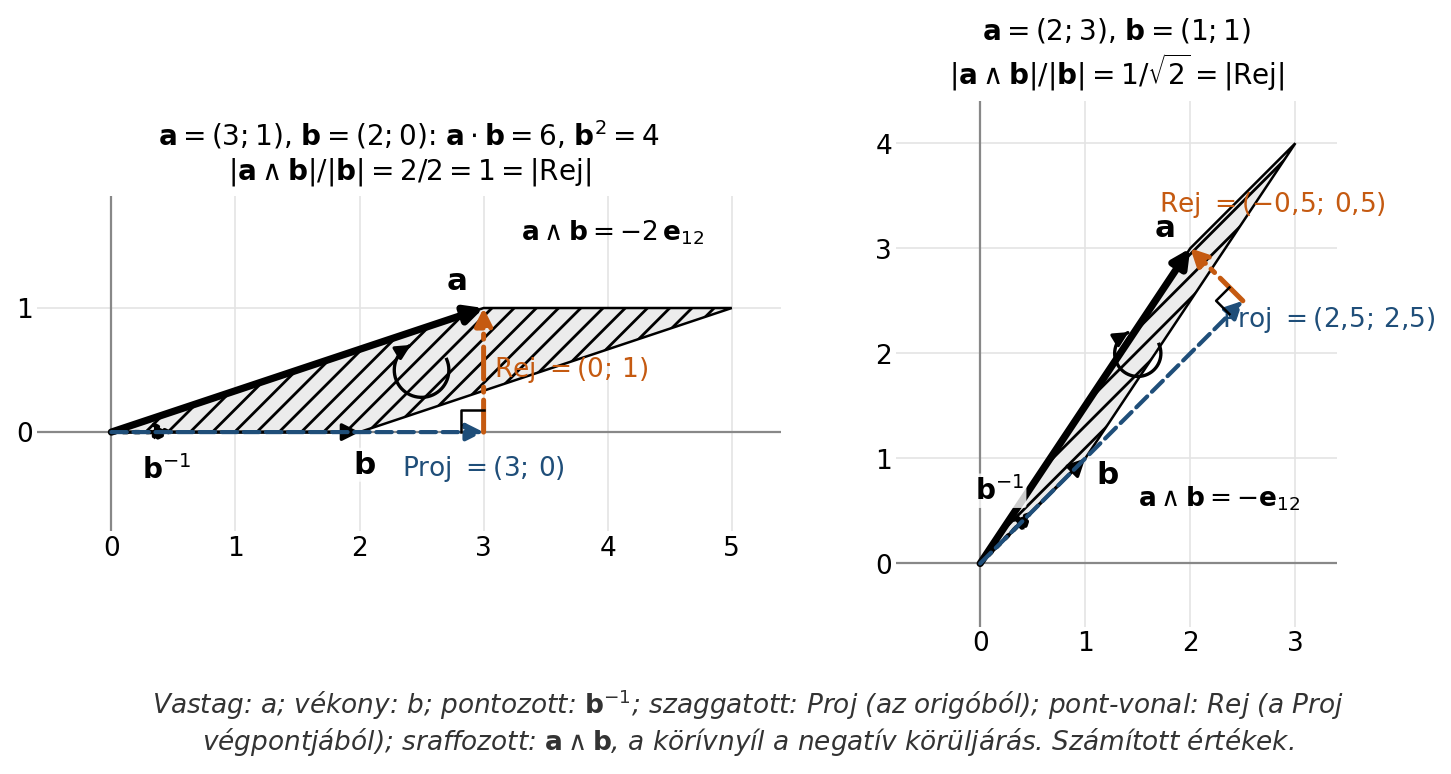 a = (3; 1), b = (2; 0): a · b = 6, b² = 4
|a ∧ b|/|b| = 2/2 = 1 = |Rej|
a ∧ b = −2 e₁₂
a
1
Rej = (0; 1)
0
b⁻¹
b
Proj = (3; 0)
0 1 2 3 4 5
a = (2; 3), b = (1; 1)
|a ∧ b|/|b| = 1/√2 = |Rej|
4
Rej = (−0,5; 0,5)
a
3
Proj = (2,5; 2,5)
2
1
b
b⁻¹
a ∧ b = −e₁₂
0
0 1 2 3
Vastag: a; vékony: b; pontozott: b⁻¹; szaggatott: Proj (az origóból); pont-vonal: Rej (a Proj
végpontjából); sraffozott: a ∧ b, a körívnyíl a negatív körüljárás. Számított értékek.